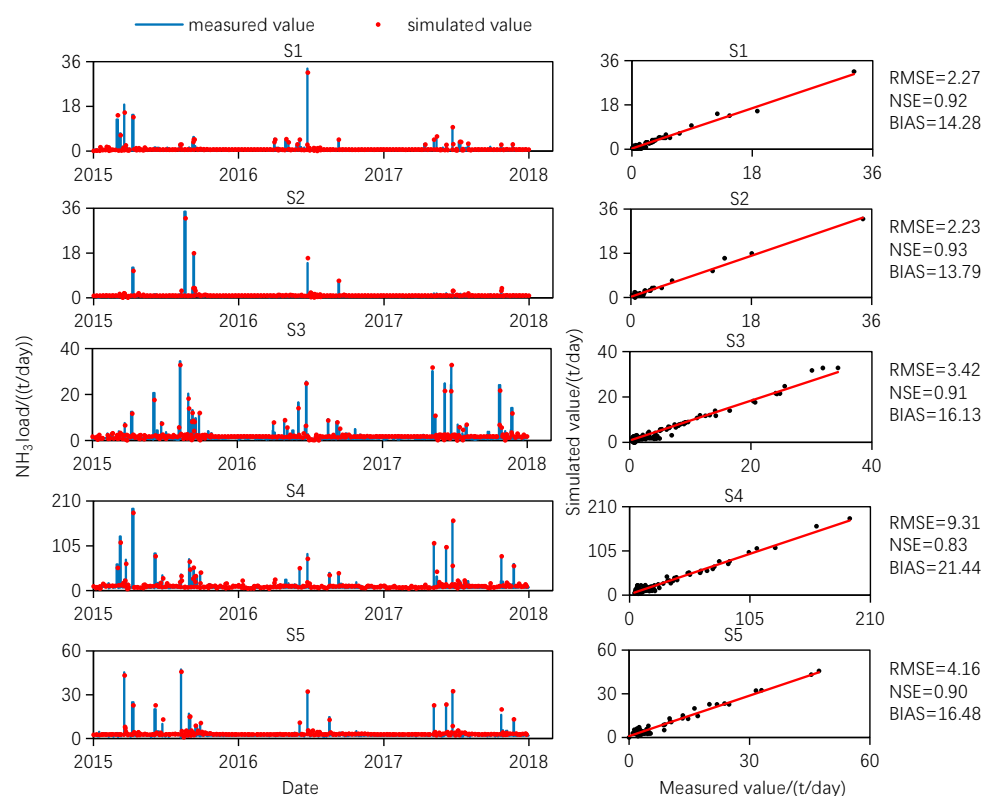 measured value simulated value
S1 S1
36
18
0
2015 2016 2017 2018
36
18
0
0 18 36
RMSE=2.27
NSE=0.92
BIAS=14.28
S2 S2
36
18
0
2015 2016 2017 2018
36
18
0
0 18 36
RMSE=2.23
NSE=0.93
BIAS=13.79
S3 S3
40
20
0
2015 2016 2017 2018
40
20
0
0 20 40
RMSE=3.42
NSE=0.91
BIAS=16.13
NH₃load/((t/day))
Simulated value/(t/day)
S4 S4
210
105
0
2015 2016 2017 2018
210
105
0
0 105 210
RMSE=9.31
NSE=0.83
BIAS=21.44
S5 S5
60
30
0
2015 2016 2017 2018
60
30
0
0 30 60
RMSE=4.16
NSE=0.90
BIAS=16.48
Date Measured value/(t/day)